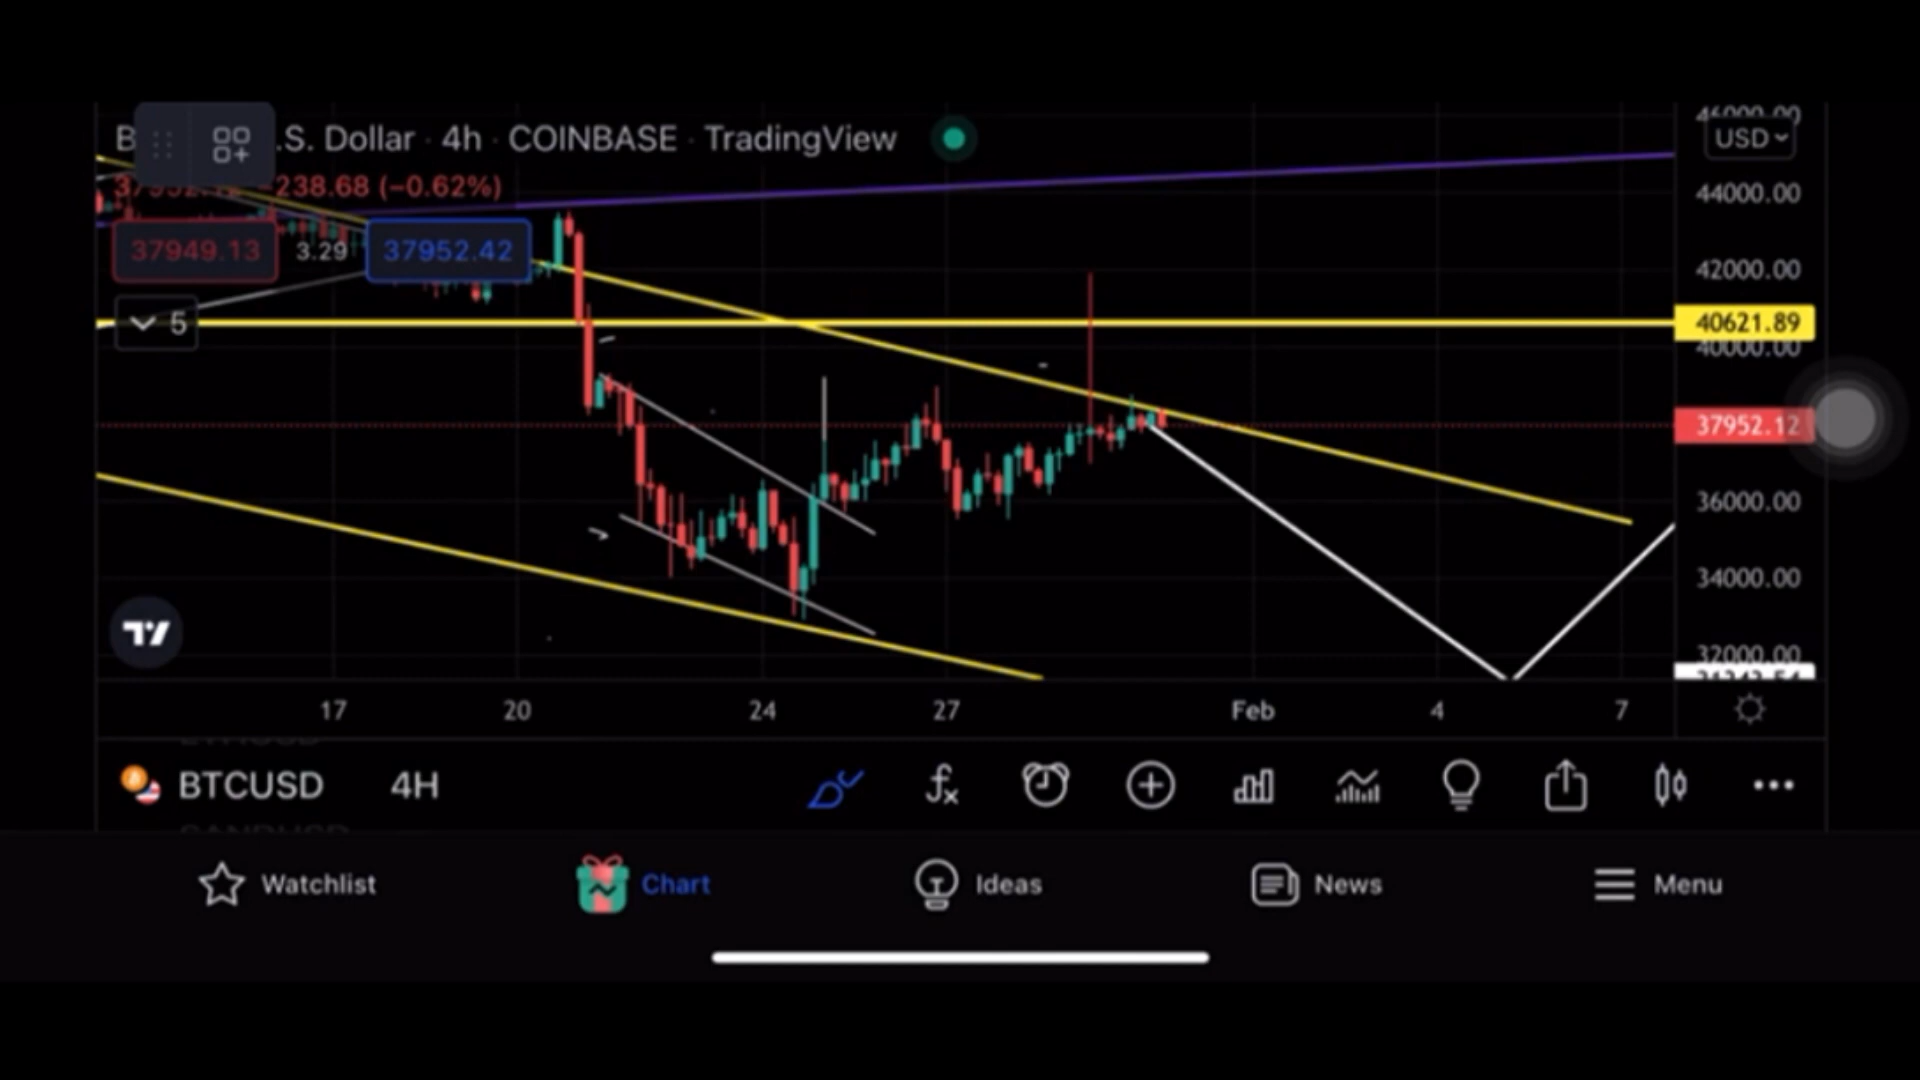 .S. Dollar · 4h · COINBASE · TradingView
USD
−238.68 (−0.62%)
44000.00
37949.13 3.29 37952.42
42000.00
5
40621.89
40000.00
37952.12
36000.00
34000.00
32000.00
17 20 24 27 Feb 4 7
BTCUSD 4H
Watchlist Chart Ideas News Menu